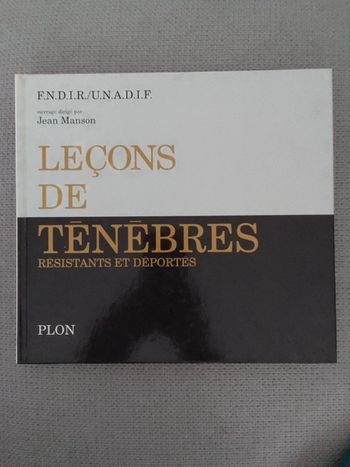 F.N.D.I.R./U.N.A.D.I.F.
ouvrage dirigé par
Jean Manson
LEÇONS
DE
TĒNĒBRES
RÉSISTANTS ET DÉPORTÉS
PLON